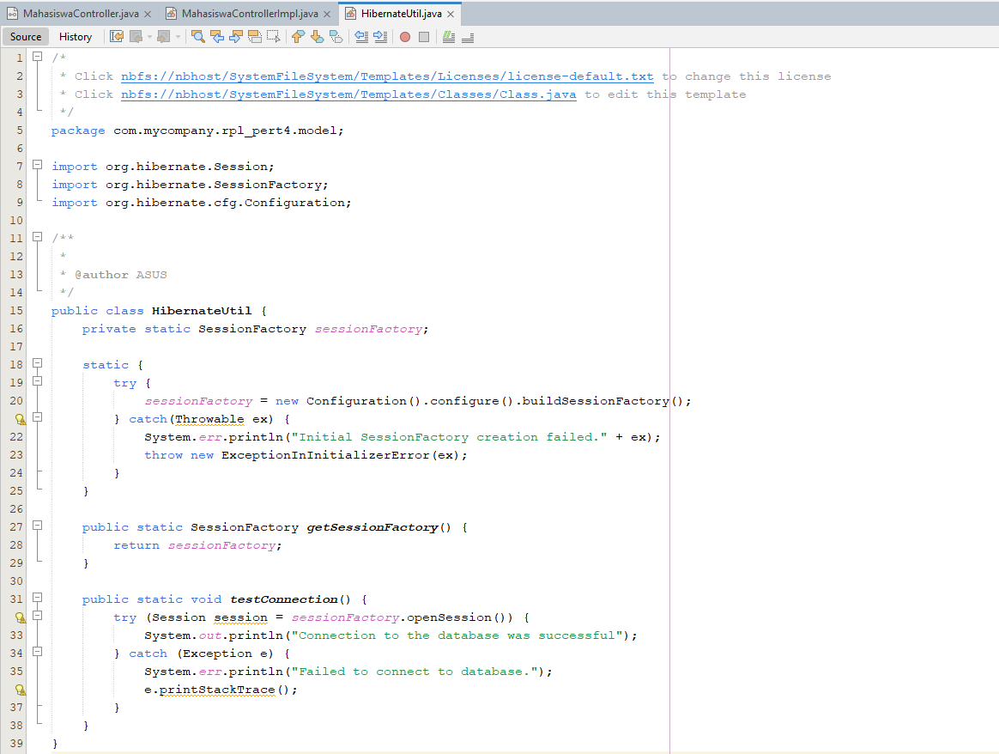 MahasiswaController.java MahasiswaControllerImpl.java HibernateUtil.java
Source History
1 /*
2  * Click nbfs://nbhost/SystemFileSystem/Templates/Licenses/license-default.txt to change this license
3  * Click nbfs://nbhost/SystemFileSystem/Templates/Classes/Class.java to edit this template
4  */
5 package com.mycompany.rpl_pert4.model;
6
7 import org.hibernate.Session;
8 import org.hibernate.SessionFactory;
9 import org.hibernate.cfg.Configuration;
10
11 /**
12  *
13  * @author ASUS
14  */
15 public class HibernateUtil {
16     private static SessionFactory sessionFactory;
17
18     static {
19         try {
20             sessionFactory = new Configuration().configure().buildSessionFactory();
        } catch(Throwable ex) {
22             System.err.println("Initial SessionFactory creation failed." + ex);
23             throw new ExceptionInInitializerError(ex);
24         }
25     }
26
27     public static SessionFactory getSessionFactory() {
28         return sessionFactory;
29     }
30
31     public static void testConnection() {
        try (Session session = sessionFactory.openSession()) {
33             System.out.println("Connection to the database was successful");
34         } catch (Exception e) {
35             System.err.println("Failed to connect to database.");
            e.printStackTrace();
37         }
38     }
39 }